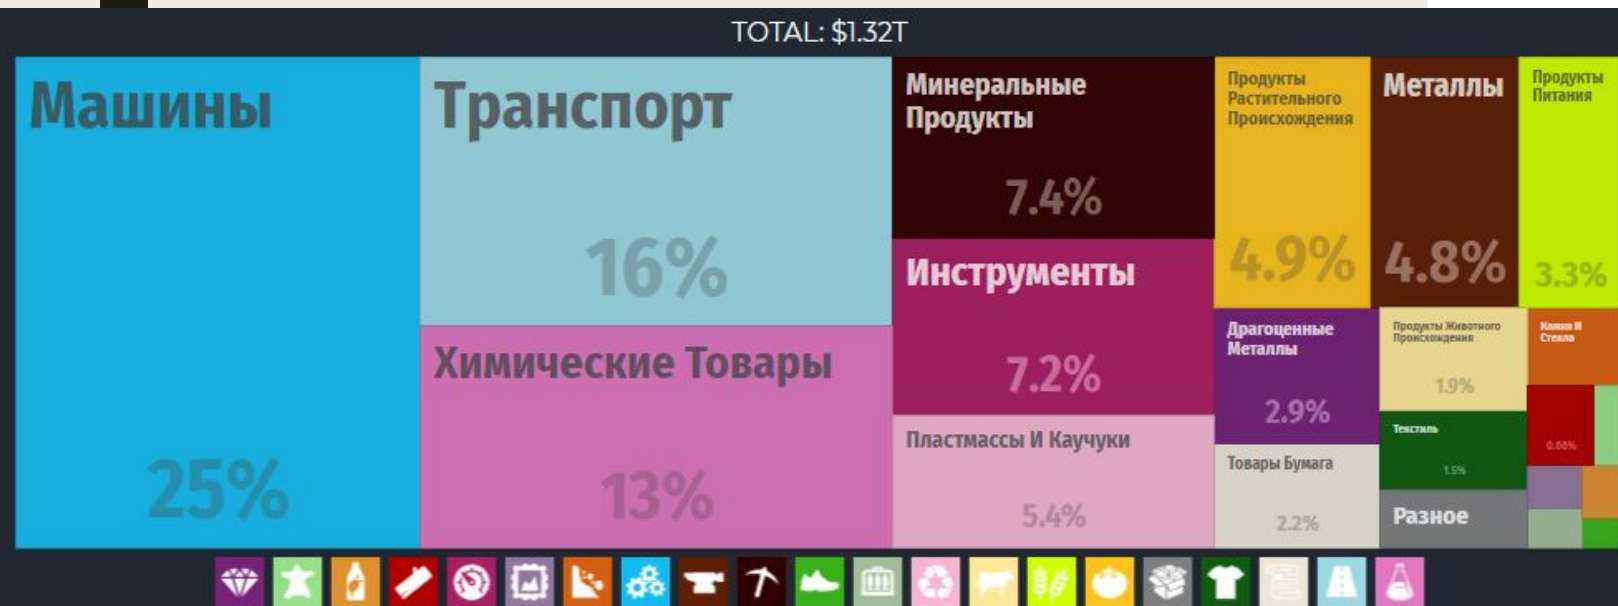 TOTAL: $1.32T
Машины
25%
Транспорт
16%
Химические Товары
13%
Минеральные
Продукты
7.4%
Инструменты
7.2%
Пластмассы И Каучуки
5.4%
Продукты
Растительного
Происхождения
4.9%
Металлы
4.8%
Продукты
Питания
3.3%
Драгоценные
Металлы
2.9%
Товары Бумага
2.2%
Продукты Животного
Происхождения
1.9%
Текстиль
1.5%
Разное
Камни И
Стекла